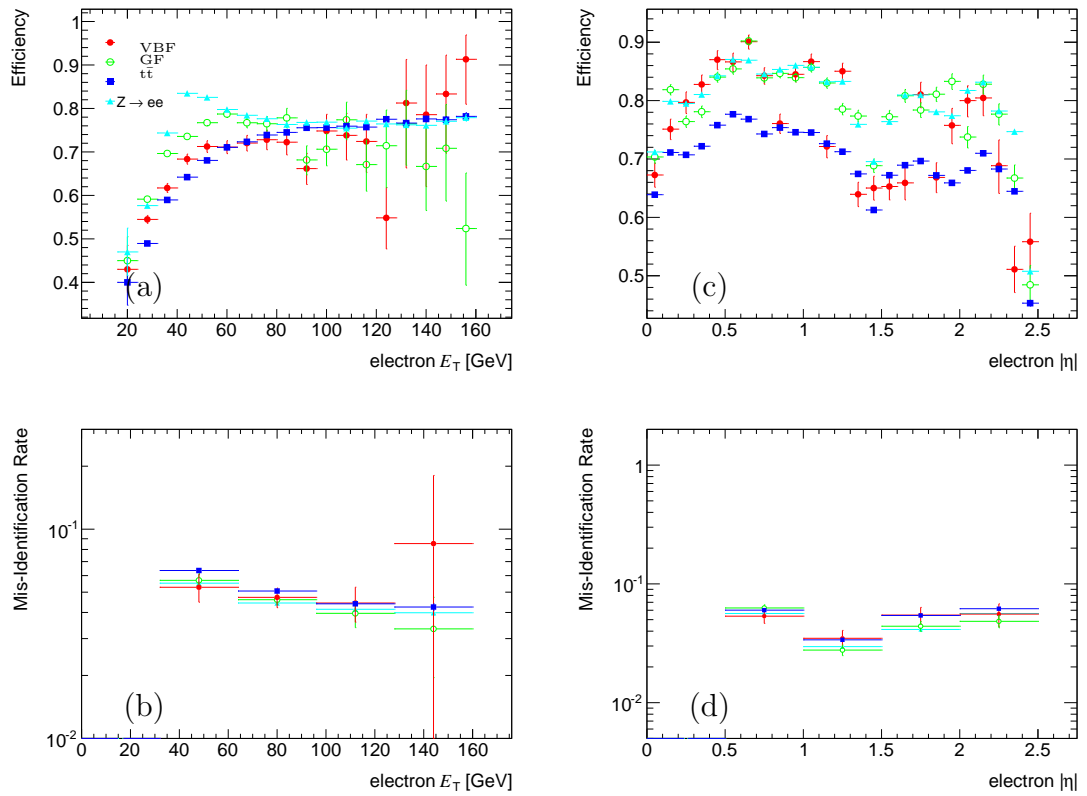 Efficiency
1
0.9
0.8
0.7
0.6
0.5
0.4
VBF
GF
tt̄
Z → ee
(a)
20 40 60 80 100 120 140 160
electron E_T [GeV]
Efficiency
0.9
0.8
0.7
0.6
0.5
(c)
0 0.5 1 1.5 2 2.5
electron |η|
Mis-Identification Rate
10⁻¹
10⁻²
(b)
0 20 40 60 80 100 120 140 160
electron E_T [GeV]
Mis-Identification Rate
1
10⁻¹
10⁻²
(d)
0 0.5 1 1.5 2 2.5
electron |η|